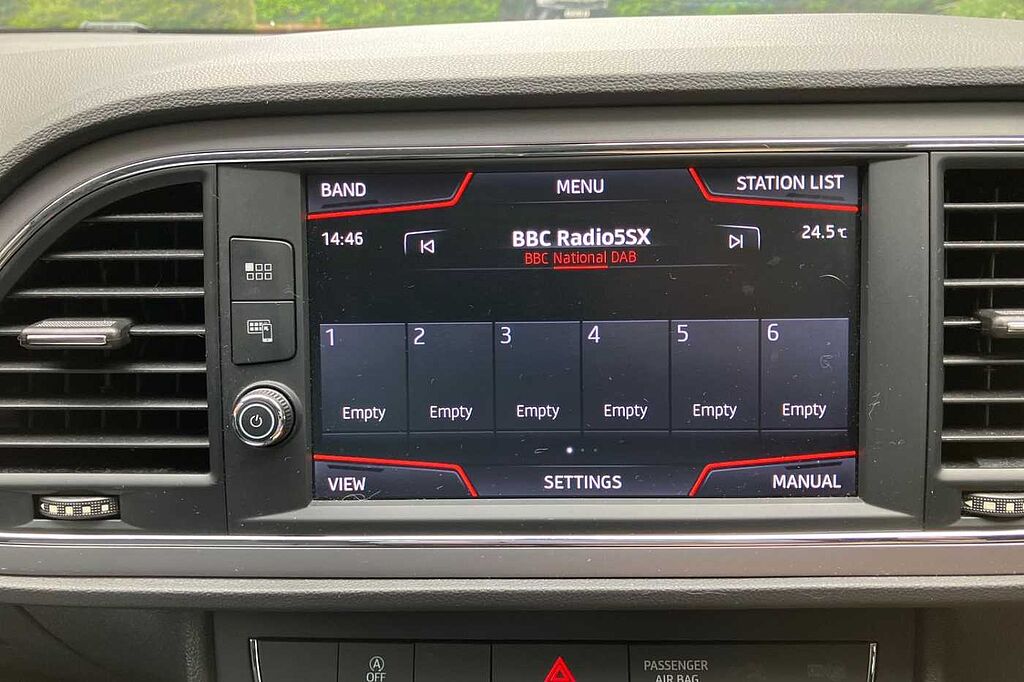 BAND
MENU
STATION LIST
14:46
BBC Radio5SX
24.5°C
BBC National DAB
1
2
3
4
5
6
Empty
Empty
Empty
Empty
Empty
Empty
VIEW
SETTINGS
MANUAL
A
OFF
PASSENGER
AIR BAG